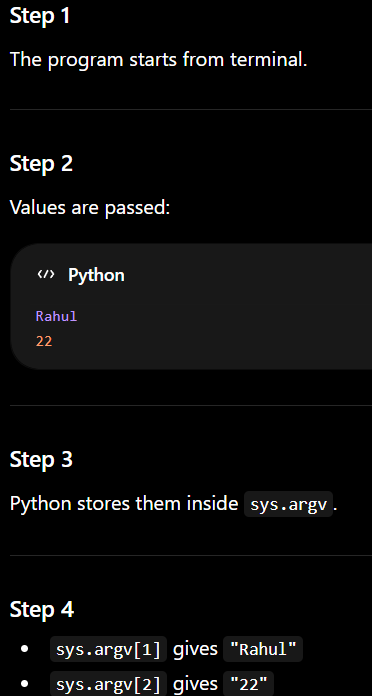 Step 1
The program starts from terminal.
Step 2
Values are passed:
Python
Rahul
22
Step 3
Python stores them inside sys.argv.
Step 4
sys.argv[1] gives "Rahul"
sys.argv[2] gives "22"